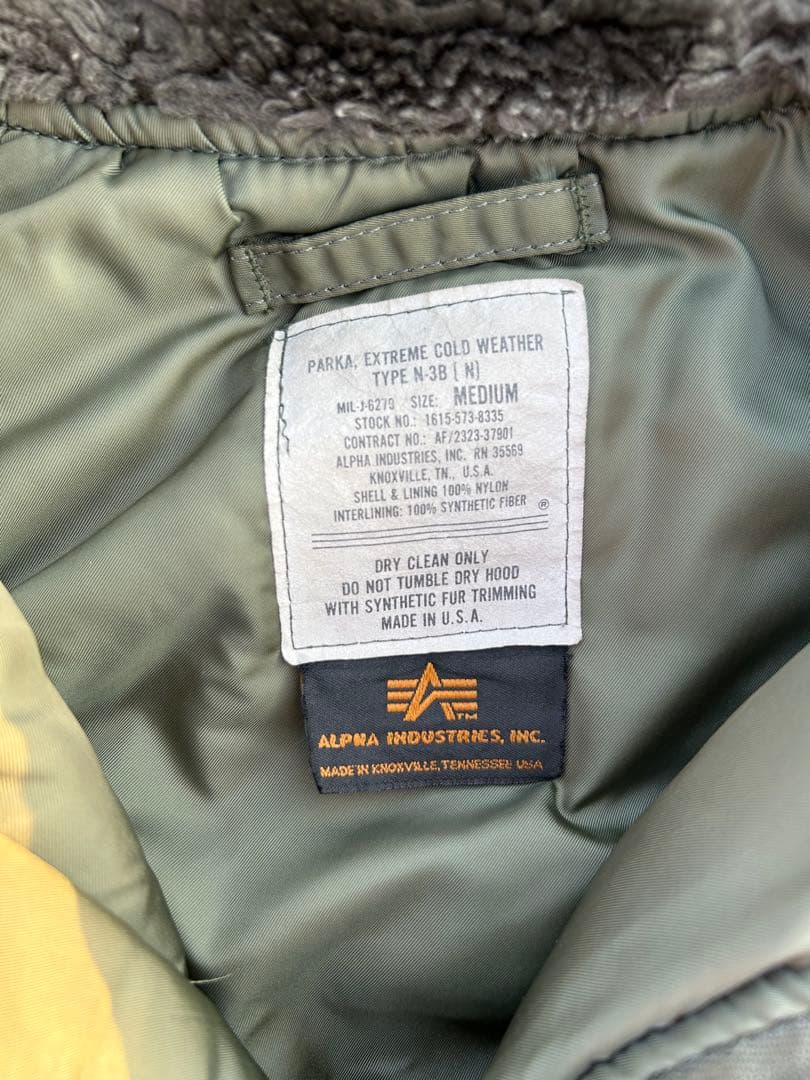 PARKA, EXTREME COLD WEATHER
TYPE N-3B ( N)
MIL-J-6279 SIZE: MEDIUM
STOCK NO.: 1615-573-8335
CONTRACT NO.: AF/2323-37901
ALPHA INDUSTRIES, INC. RN 35569
KNOXVILLE, TN., U.S.A.
SHELL & LINING 100% NYLON
INTERLINING: 100% SYNTHETIC FIBER ®
DRY CLEAN ONLY
DO NOT TUMBLE DRY HOOD
WITH SYNTHETIC FUR TRIMMING
MADE IN U.S.A.
TM
ALPHA INDUSTRIES, INC.
MADE IN KNOXVILLE, TENNESSEE USA